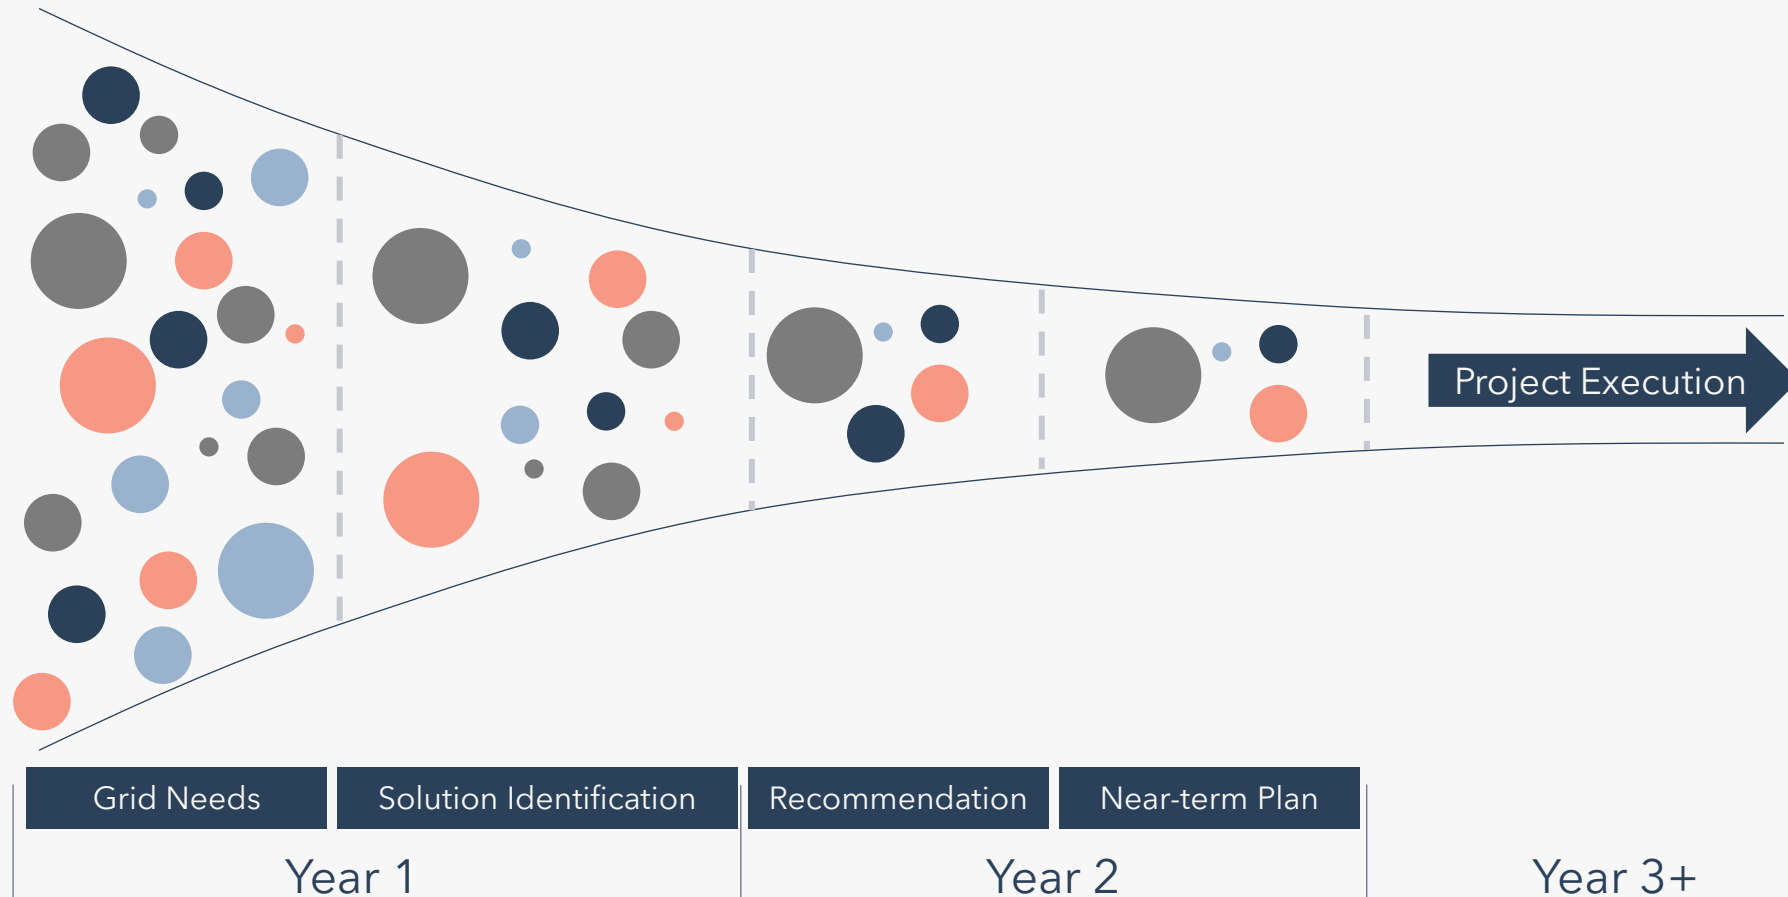 Project Execution
Grid Needs
Solution Identification
Recommendation
Near-term Plan
Year 1
Year 2
Year 3+